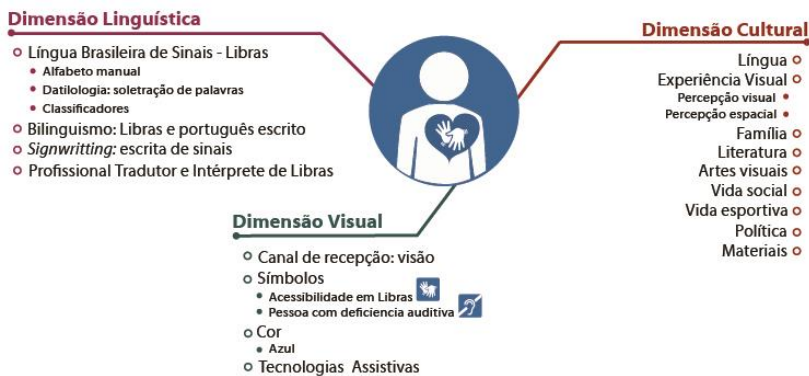 Dimensão Linguística
Língua Brasileira de Sinais - Libras
Alfabeto manual
Datilologia: soletração de palavras
Classificadores
Bilinguismo: Libras e português escrito
Signwritting: escrita de sinais
Profissional Tradutor e Intérprete de Libras
Dimensão Cultural
Língua
Experiência Visual
Percepção visual
Percepção espacial
Família
Literatura
Artes visuais
Vida social
Vida esportiva
Política
Materiais
Dimensão Visual
Canal de recepção: visão
Símbolos
Acessibilidade em Libras
Pessoa com deficiencia auditiva
Cor
Azul
Tecnologias Assistivas